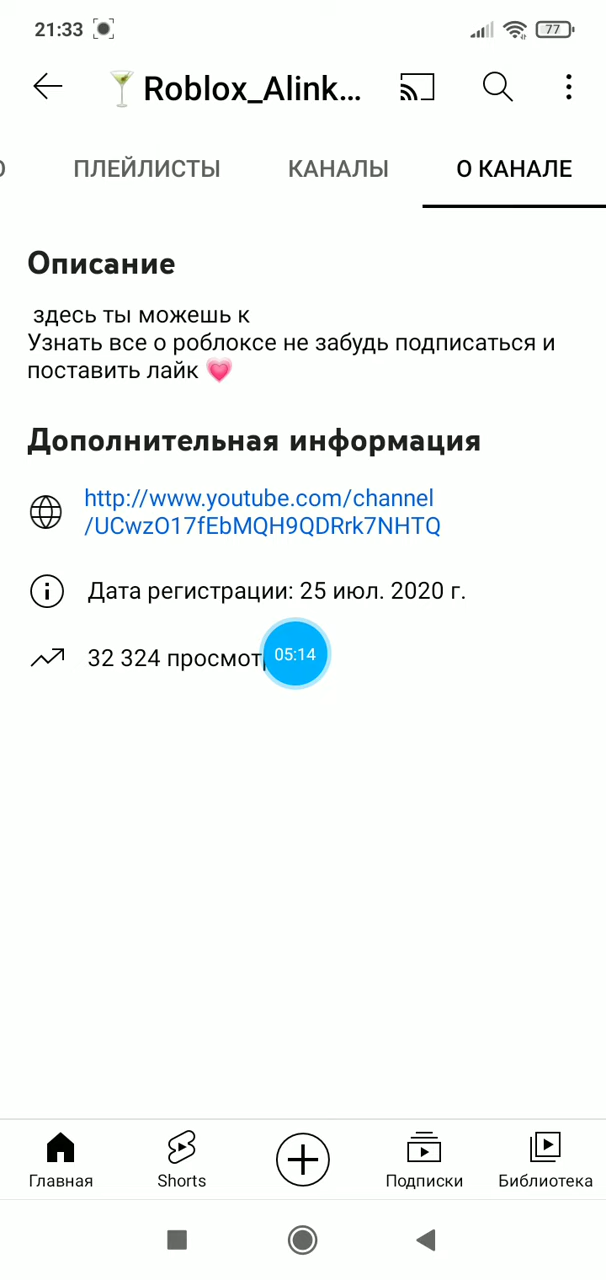 21:33
77
Roblox_Alink...
ПЛЕЙЛИСТЫ
КАНАЛЫ
О КАНАЛЕ
Описание
здесь ты можешь к
Узнать все о роблоксе не забудь подписаться и
поставить лайк 💗
Дополнительная информация
http://www.youtube.com/channel
/UCwzO17fEbMQH9QDRrk7NHTQ
Дата регистрации: 25 июл. 2020 г.
32 324 просмот
05:14
Главная
Shorts
Подписки
Библиотека